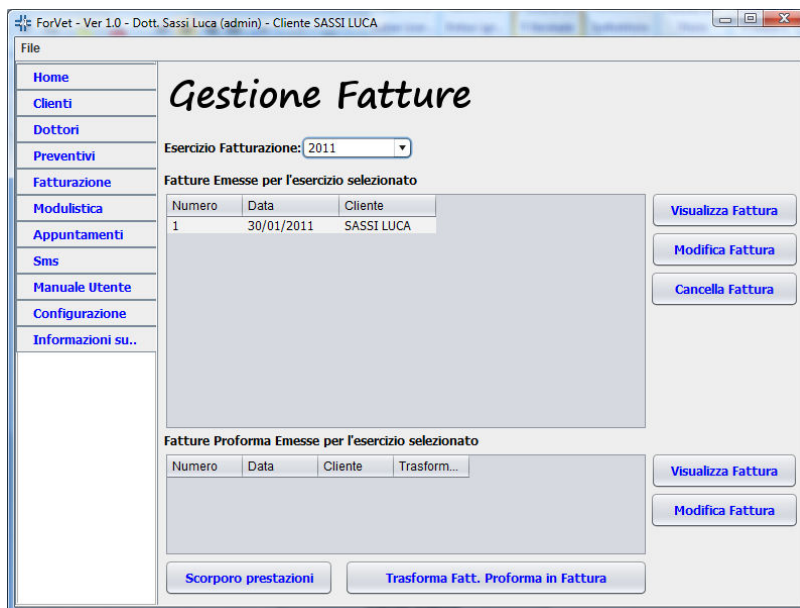 ForVet - Ver 1.0 - Dott. Sassi Luca (admin) - Cliente SASSI LUCA
File
Home
Clienti
Dottori
Preventivi
Fatturazione
Modulistica
Appuntamenti
Sms
Manuale Utente
Configurazione
Informazioni su..
Gestione Fatture
Esercizio Fatturazione: 2011
Fatture Emesse per l'esercizio selezionato
Numero Data Cliente
1 30/01/2011 SASSI LUCA
Visualizza Fattura
Modifica Fattura
Cancella Fattura
Fatture Proforma Emesse per l'esercizio selezionato
Numero Data Cliente Trasform...
Visualizza Fattura
Modifica Fattura
Scorporo prestazioni
Trasforma Fatt. Proforma in Fattura